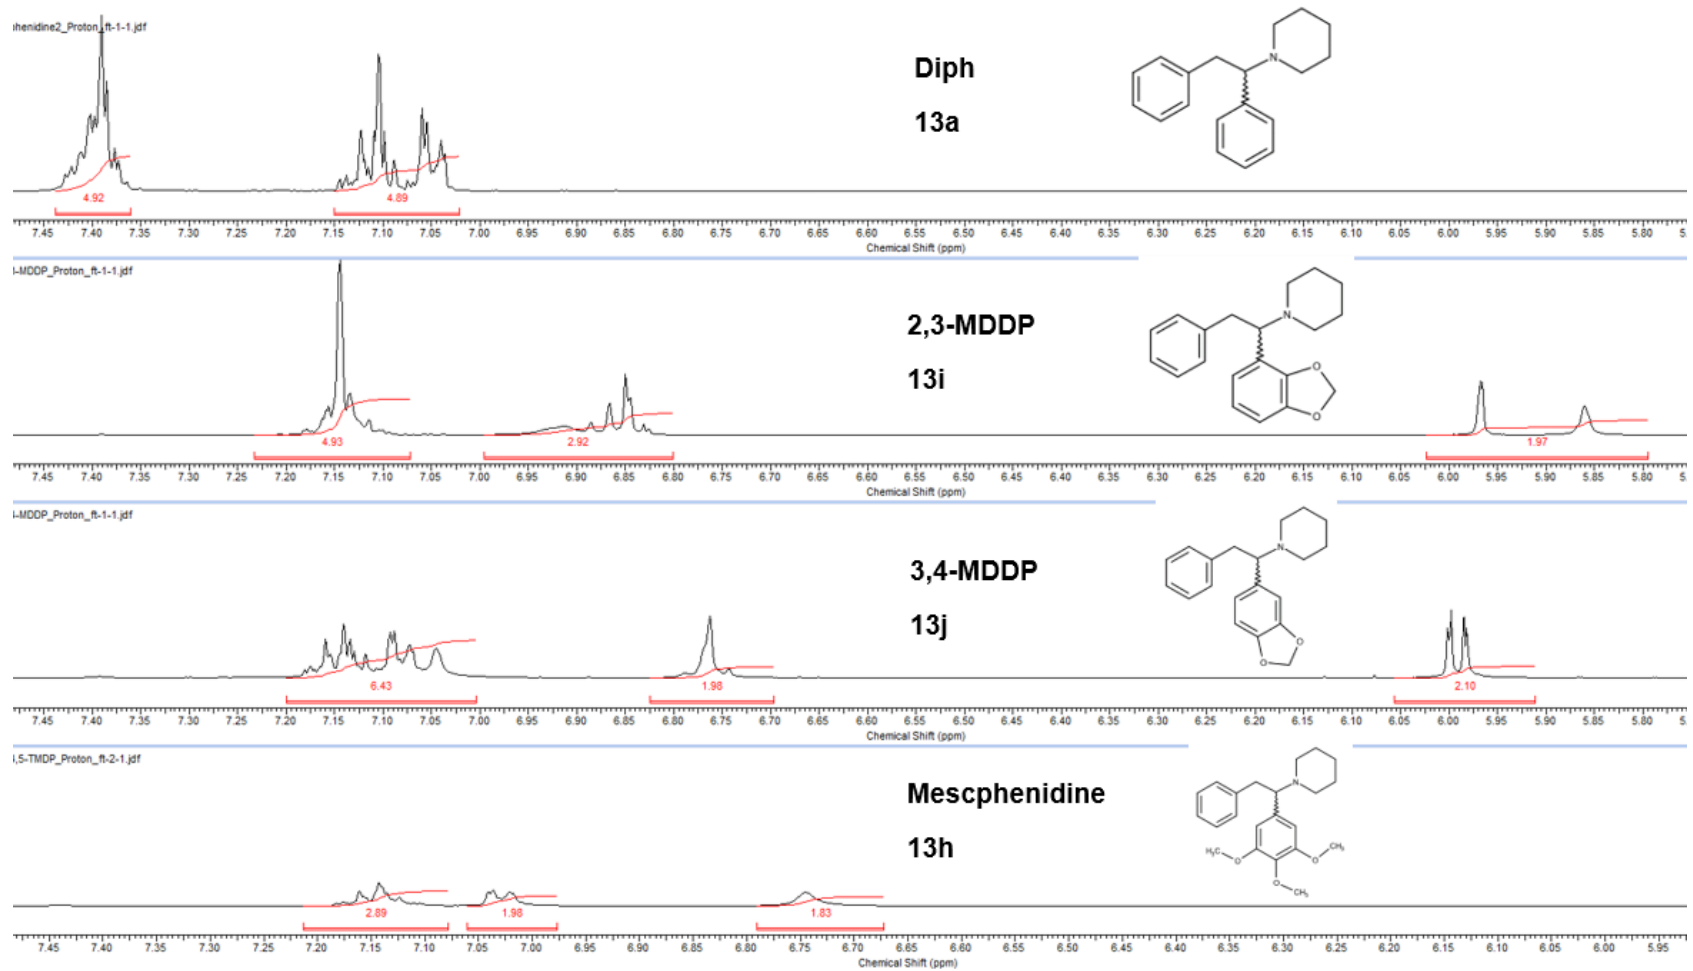 henidine2_Proton_ft-1-1.jdf
Diph
13a
N
4.92
4.89
7.45 7.40 7.35 7.30 7.25 7.20 7.15 7.10 7.05 7.00 6.95 6.90 6.85 6.80 6.75 6.70 6.65 6.60 6.55 6.50 6.45 6.40 6.35 6.30 6.25 6.20 6.15 6.10 6.05 6.00 5.95 5.90 5.85 5.80 5.
Chemical Shift (ppm)
-MDDP_Proton_ft-1-1.jdf
2,3-MDDP
13i
N
O
O
4.93
2.92
1.97
7.45 7.40 7.35 7.30 7.25 7.20 7.15 7.10 7.05 7.00 6.95 6.90 6.85 6.80 6.75 6.70 6.65 6.60 6.55 6.50 6.45 6.40 6.35 6.30 6.25 6.20 6.15 6.10 6.05 6.00 5.95 5.90 5.85 5.80 5.
Chemical Shift (ppm)
-MDDP_Proton_ft-1-1.jdf
3,4-MDDP
13j
N
O
O
6.43
1.98
2.10
7.45 7.40 7.35 7.30 7.25 7.20 7.15 7.10 7.05 7.00 6.95 6.90 6.85 6.80 6.75 6.70 6.65 6.60 6.55 6.50 6.45 6.40 6.35 6.30 6.25 6.20 6.15 6.10 6.05 6.00 5.95 5.90 5.85 5.80 5.
Chemical Shift (ppm)
,5-TMDP_Proton_ft-2-1.jdf
Mescphenidine
13h
N
H₃C O O CH₃
O CH₃
2.89
1.98
1.83
7.45 7.40 7.35 7.30 7.25 7.20 7.15 7.10 7.05 7.00 6.95 6.90 6.85 6.80 6.75 6.70 6.65 6.60 6.55 6.50 6.45 6.40 6.35 6.30 6.25 6.20 6.15 6.10 6.05 6.00 5.95
Chemical Shift (ppm)